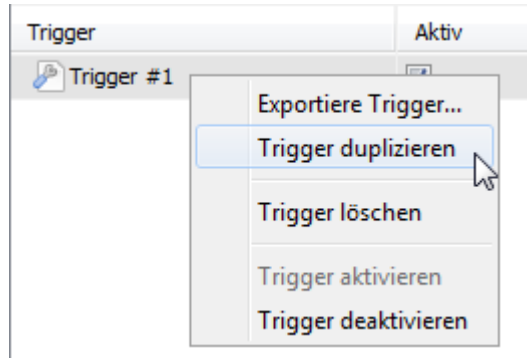 Trigger Aktiv
Trigger #1
Exportiere Trigger...
Trigger duplizieren
Trigger löschen
Trigger aktivieren
Trigger deaktivieren